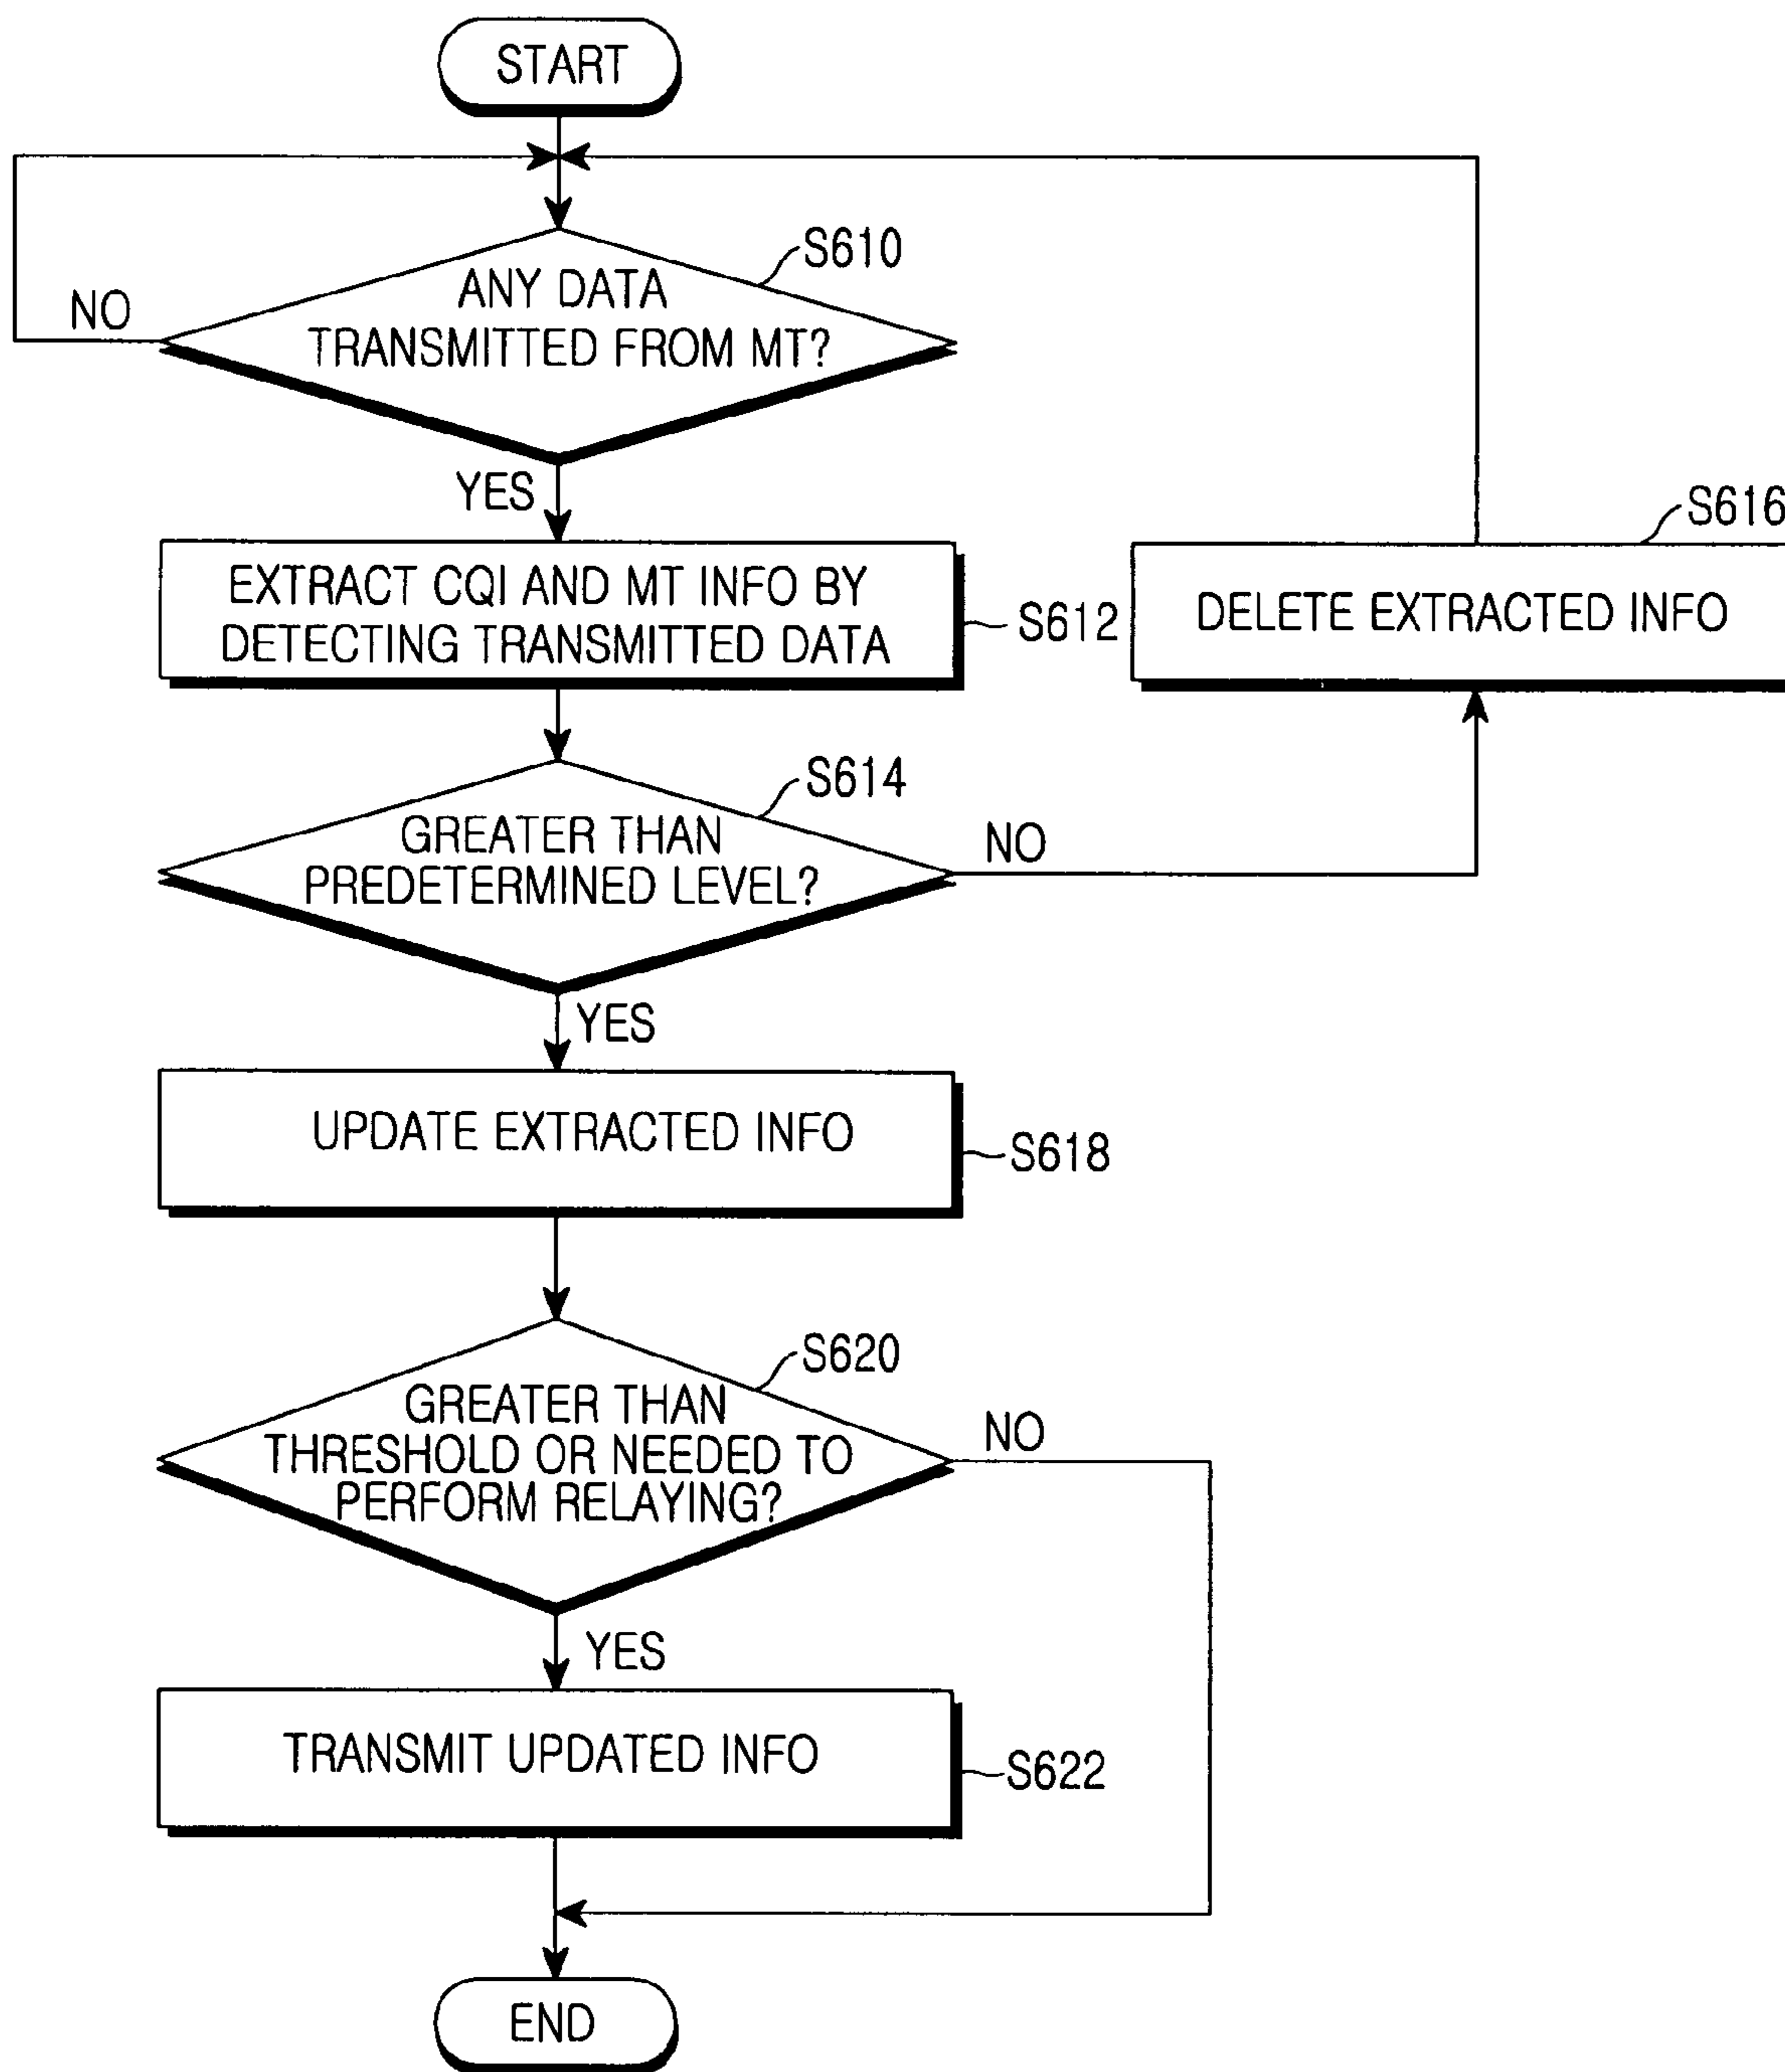 START
S610
ANY DATA
TRANSMITTED FROM MT?
NO
YES
EXTRACT CQI AND MT INFO BY
DETECTING TRANSMITTED DATA
S612
S616
DELETE EXTRACTED INFO
S614
GREATER THAN
PREDETERMINED LEVEL?
NO
YES
UPDATE EXTRACTED INFO
S618
S620
GREATER THAN
THRESHOLD OR NEEDED TO
PERFORM RELAYING?
NO
YES
TRANSMIT UPDATED INFO
S622
END